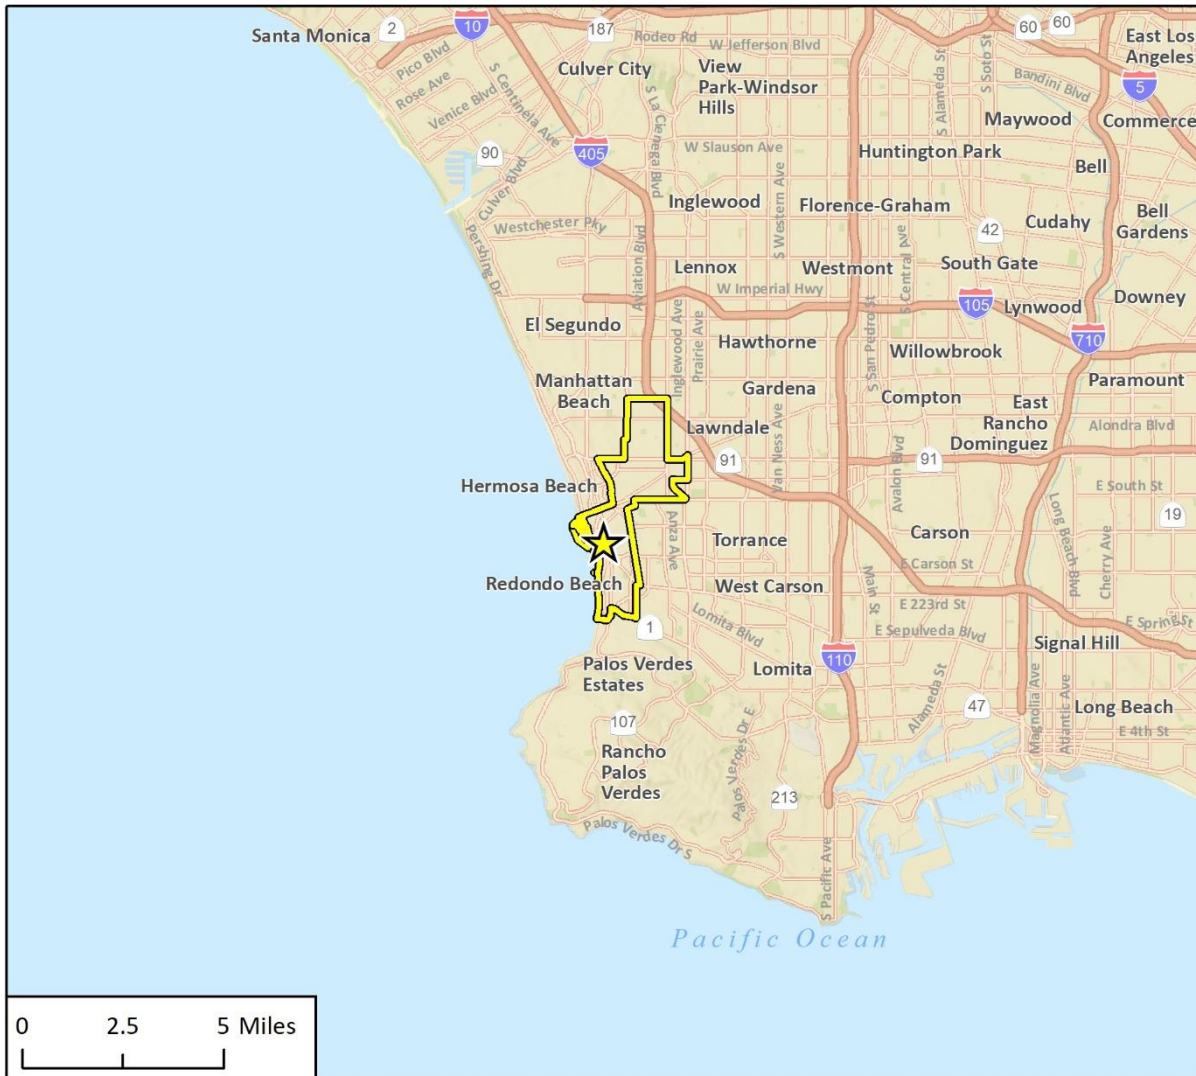 Santa Monica
2
10
187
Rodeo Rd
W Jefferson Blvd
60
60
East Los
Angeles
Pico Blvd
Rose Ave
Venice Blvd
S Centinela Ave
Culver City
View
Park-Windsor
Hills
S La Cienega Blvd
S Alameda St
S Soto St
Bandini Blvd
5
Maywood
Commerce
90
405
W Slauson Ave
Huntington Park
Bell
Culver Blvd
Inglewood
S Western Ave
Florence-Graham
Cudahy
Bell
Gardens
Westchester Pky
Pershing Dr
Aviation Blvd
42
Lennox
Westmont
S Central Ave
South Gate
W Imperial Hwy
105
Lynwood
Downey
El Segundo
Inglewood Ave
Prairie Ave
Hawthorne
S San Pedro St
Willowbrook
710
Manhattan
Beach
Gardena
Compton
Paramount
East
Rancho
Dominguez
Lawndale
Van Ness Ave
Alondra Blvd
91
Avalon Blvd
91
Hermosa Beach
E South St
Anza Ave
Torrance
Carson
Long Beach Blvd
Cherry Ave
19
E Carson St
Redondo Beach
West Carson
Main St
E 223rd St
1
Lomita Blvd
E Sepulveda Blvd
E Spring St
Signal Hill
Palos Verdes
Estates
Lomita
110
Alameda St
47
Magnolia Ave
Atlantic Ave
Long Beach
E 4th St
107
Rancho
Palos
Verdes
Palos Verdes Dr E
213
Palos Verdes Dr S
S Pacific Ave
Pacific Ocean
0 2.5 5 Miles